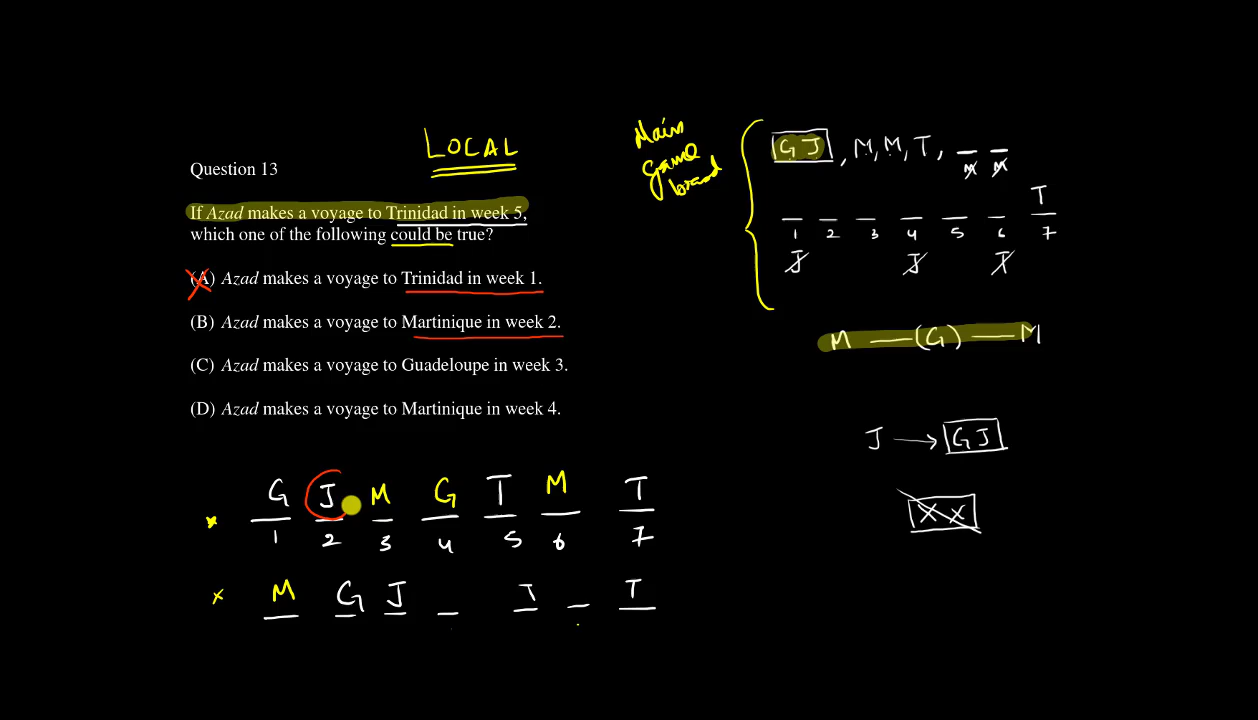 LOCAL
Question 13
If Azad makes a voyage to Trinidad in week 5,
which one of the following could be true?
(A) Azad makes a voyage to Trinidad in week 1.
(B) Azad makes a voyage to Martinique in week 2.
(C) Azad makes a voyage to Guadeloupe in week 3.
(D) Azad makes a voyage to Martinique in week 4.
Main
game
board
G J , M, M, T,
M M
T
1 2 3 4 5 6 7
J J J
M — (G) — M
J → G J
X X
G J M G T M T
1 2 3 4 5 6 7
M G J _ T _ T